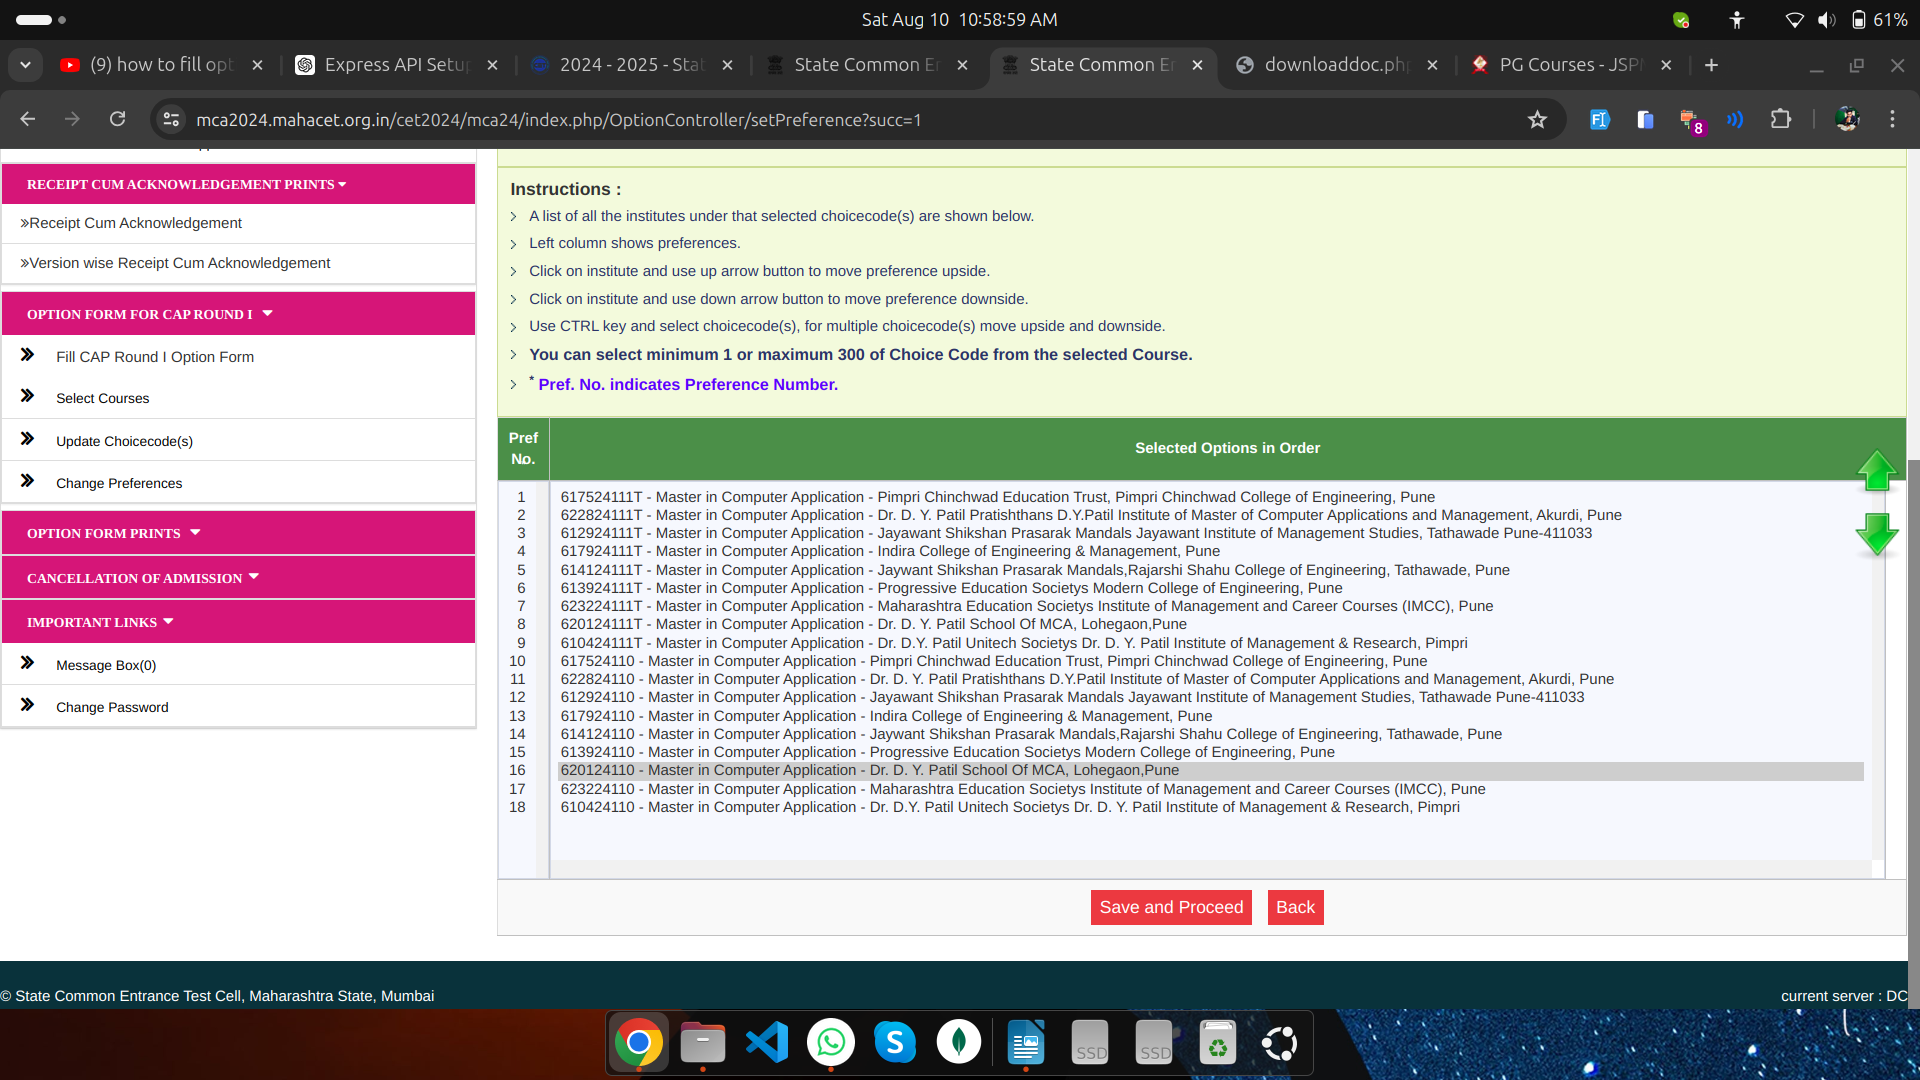 Sat Aug 10 10:58:59 AM
61%
(9) how to fill opt
Express API Setup
2024 - 2025 - Stat
State Common En
State Common En
downloaddoc.php
PG Courses - JSPM
mca2024.mahacet.org.in/cet2024/mca24/index.php/OptionController/setPreference?succ=1
8
RECEIPT CUM ACKNOWLEDGEMENT PRINTS
»Receipt Cum Acknowledgement
»Version wise Receipt Cum Acknowledgement
OPTION FORM FOR CAP ROUND I
Fill CAP Round I Option Form
Select Courses
Update Choicecode(s)
Change Preferences
OPTION FORM PRINTS
CANCELLATION OF ADMISSION
IMPORTANT LINKS
Message Box(0)
Change Password
Instructions :
A list of all the institutes under that selected choicecode(s) are shown below.
Left column shows preferences.
Click on institute and use up arrow button to move preference upside.
Click on institute and use down arrow button to move preference downside.
Use CTRL key and select choicecode(s), for multiple choicecode(s) move upside and downside.
You can select minimum 1 or maximum 300 of Choice Code from the selected Course.
* Pref. No. indicates Preference Number.
Pref No.
Selected Options in Order
1 617524111T - Master in Computer Application - Pimpri Chinchwad Education Trust, Pimpri Chinchwad College of Engineering, Pune
2 622824111T - Master in Computer Application - Dr. D. Y. Patil Pratishthans D.Y.Patil Institute of Master of Computer Applications and Management, Akurdi, Pune
3 612924111T - Master in Computer Application - Jayawant Shikshan Prasarak Mandals Jayawant Institute of Management Studies, Tathawade Pune-411033
4 617924111T - Master in Computer Application - Indira College of Engineering & Management, Pune
5 614124111T - Master in Computer Application - Jaywant Shikshan Prasarak Mandals,Rajarshi Shahu College of Engineering, Tathawade, Pune
6 613924111T - Master in Computer Application - Progressive Education Societys Modern College of Engineering, Pune
7 623224111T - Master in Computer Application - Maharashtra Education Societys Institute of Management and Career Courses (IMCC), Pune
8 620124111T - Master in Computer Application - Dr. D. Y. Patil School Of MCA, Lohegaon,Pune
9 610424111T - Master in Computer Application - Dr. D.Y. Patil Unitech Societys Dr. D. Y. Patil Institute of Management & Research, Pimpri
10 617524110 - Master in Computer Application - Pimpri Chinchwad Education Trust, Pimpri Chinchwad College of Engineering, Pune
11 622824110 - Master in Computer Application - Dr. D. Y. Patil Pratishthans D.Y.Patil Institute of Master of Computer Applications and Management, Akurdi, Pune
12 612924110 - Master in Computer Application - Jayawant Shikshan Prasarak Mandals Jayawant Institute of Management Studies, Tathawade Pune-411033
13 617924110 - Master in Computer Application - Indira College of Engineering & Management, Pune
14 614124110 - Master in Computer Application - Jaywant Shikshan Prasarak Mandals,Rajarshi Shahu College of Engineering, Tathawade, Pune
15 613924110 - Master in Computer Application - Progressive Education Societys Modern College of Engineering, Pune
16 620124110 - Master in Computer Application - Dr. D. Y. Patil School Of MCA, Lohegaon,Pune
17 623224110 - Master in Computer Application - Maharashtra Education Societys Institute of Management and Career Courses (IMCC), Pune
18 610424110 - Master in Computer Application - Dr. D.Y. Patil Unitech Societys Dr. D. Y. Patil Institute of Management & Research, Pimpri
Save and Proceed
Back
© State Common Entrance Test Cell, Maharashtra State, Mumbai
current server : DC
SSD
SSD